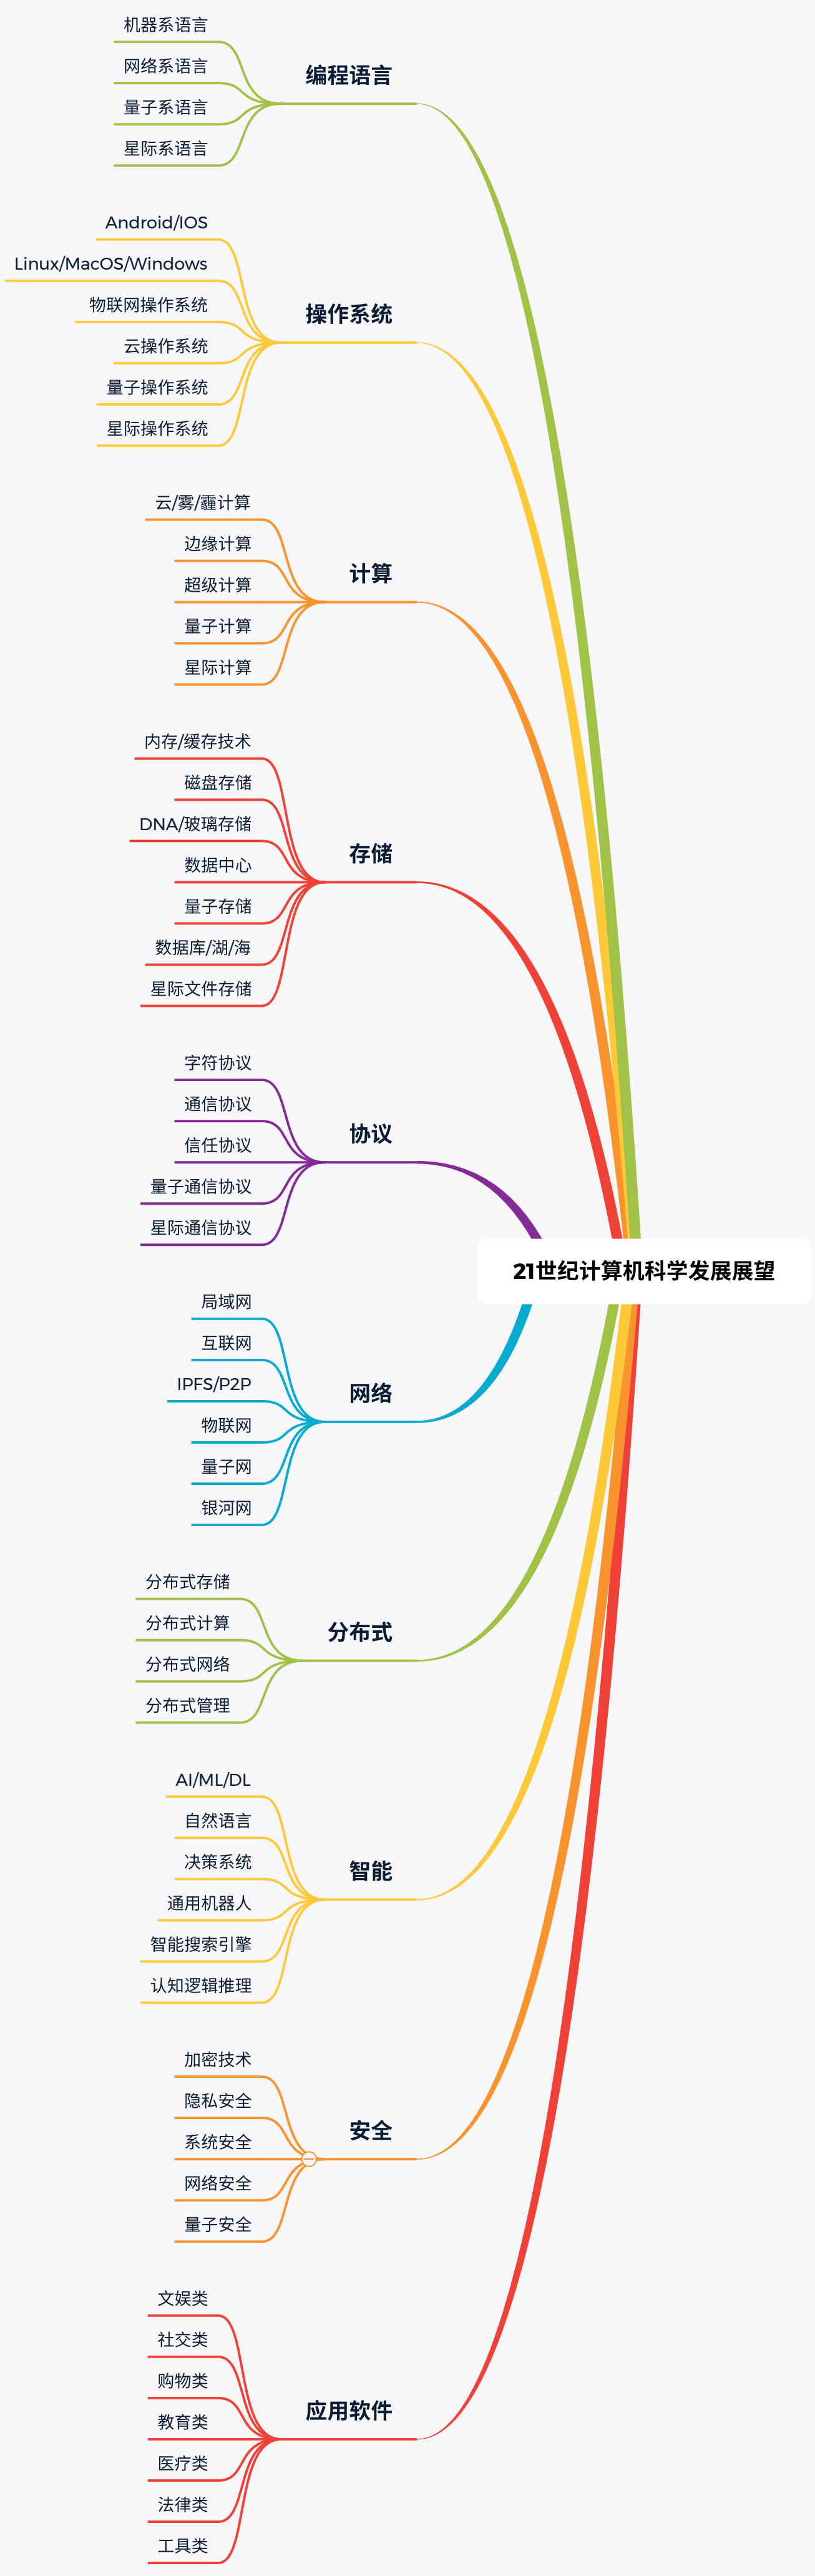 机器系语言
网络系语言
量子系语言
星际系语言
编程语言
Android/IOS
Linux/MacOS/Windows
物联网操作系统
云操作系统
量子操作系统
星际操作系统
操作系统
云/雾/霾计算
边缘计算
超级计算
量子计算
星际计算
计算
内存/缓存技术
磁盘存储
DNA/玻璃存储
数据中心
量子存储
数据库/湖/海
星际文件存储
存储
字符协议
通信协议
信任协议
量子通信协议
星际通信协议
协议
21世纪计算机科学发展展望
局域网
互联网
IPFS/P2P
物联网
量子网
银河网
网络
分布式存储
分布式计算
分布式网络
分布式管理
分布式
AI/ML/DL
自然语言
决策系统
通用机器人
智能搜索引擎
认知逻辑推理
智能
加密技术
隐私安全
系统安全
网络安全
量子安全
安全
文娱类
社交类
购物类
教育类
医疗类
法律类
工具类
应用软件